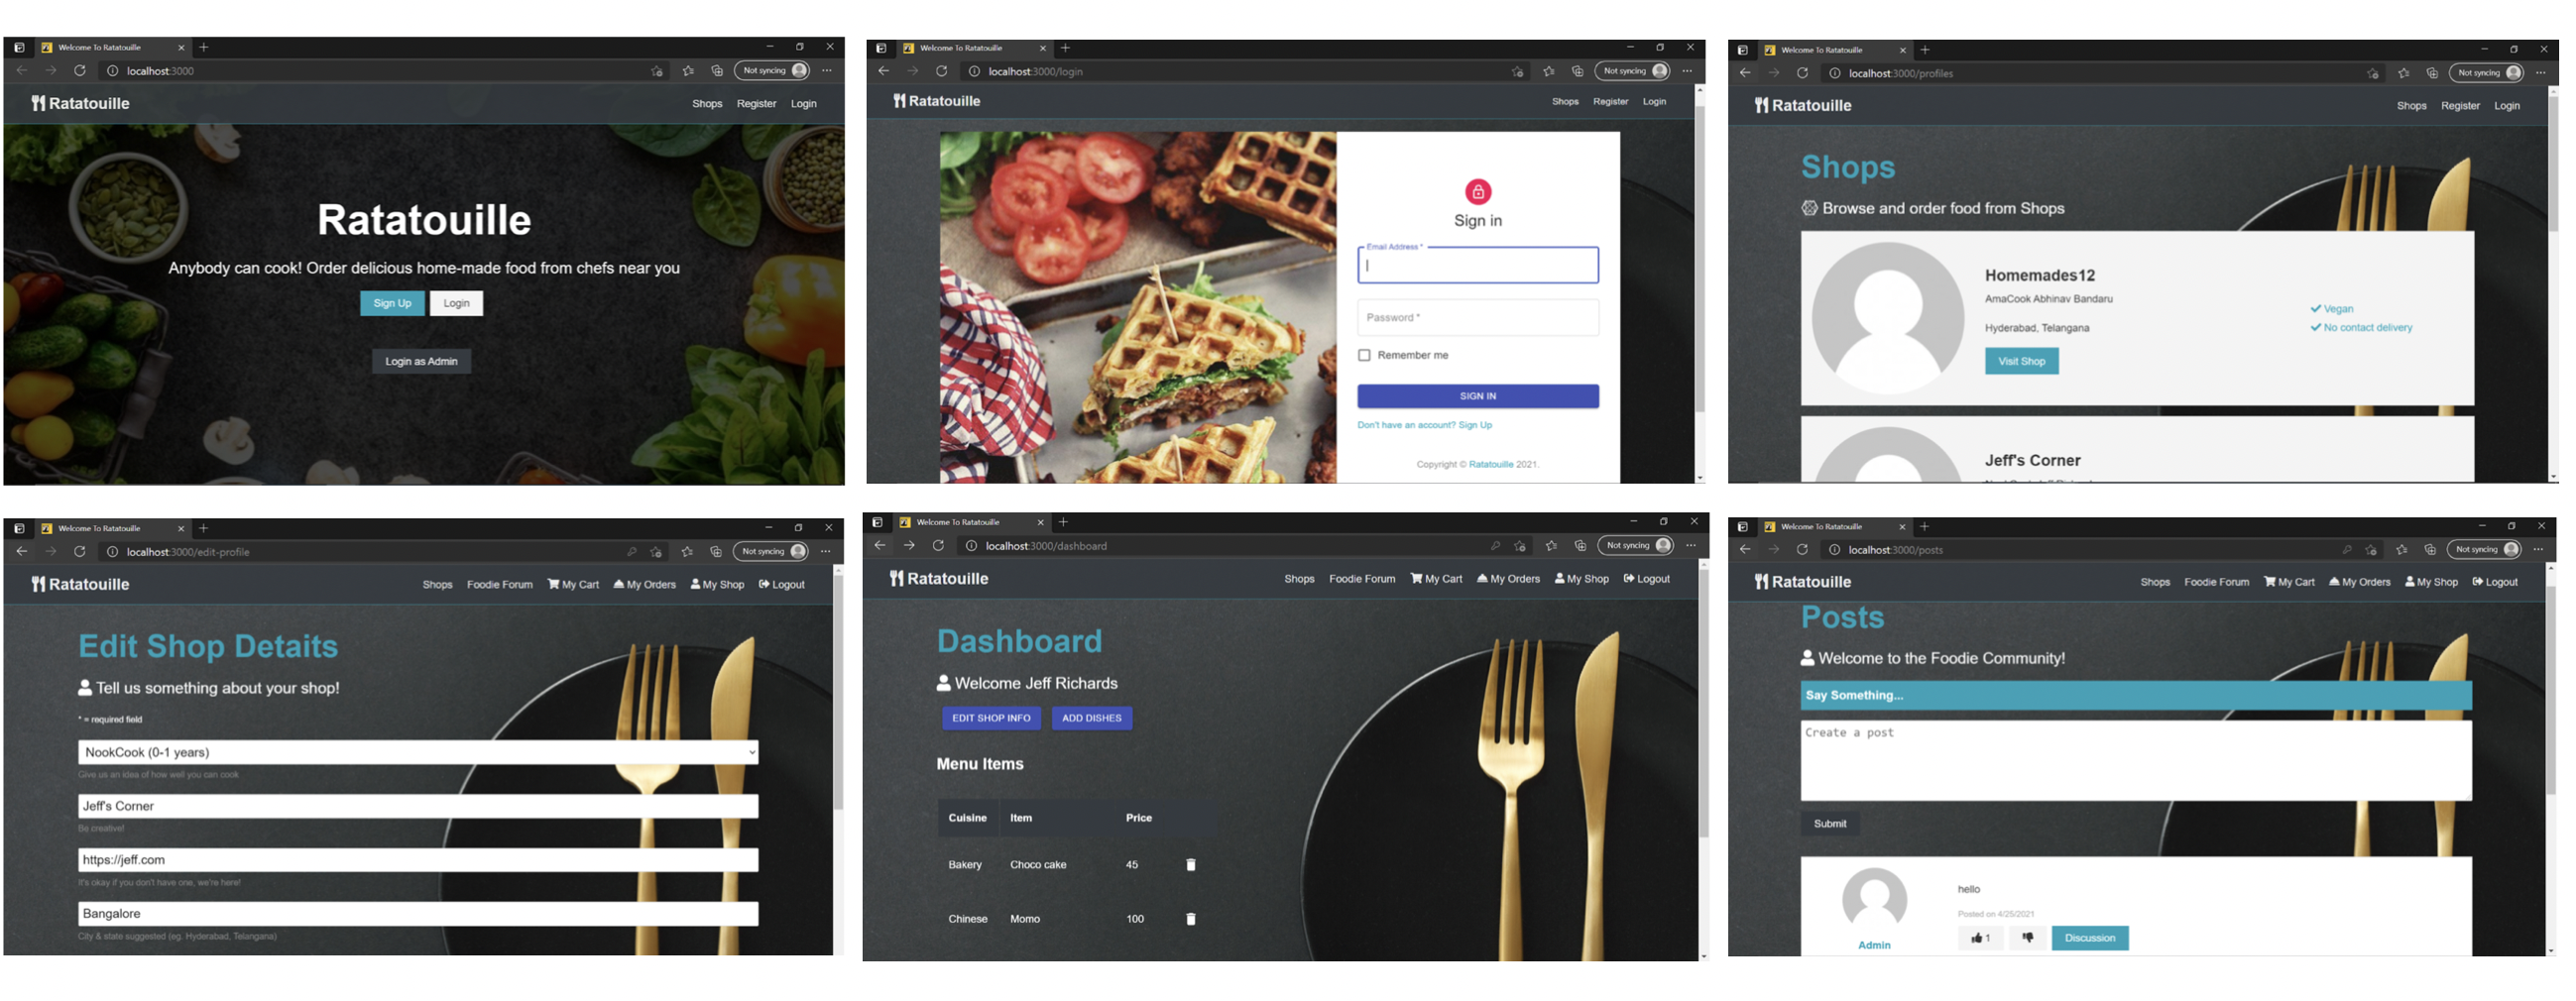 Welcome To Ratatouille
localhost:3000
Not syncing
Ratatouille
Shops Register Login
Ratatouille
Anybody can cook! Order delicious home-made food from chefs near you
Sign Up Login
Login as Admin
Welcome To Ratatouille
localhost:3000/login
Not syncing
Ratatouille
Shops Register Login
Sign in
Email Address *
Password *
Remember me
SIGN IN
Don't have an account? Sign Up
Copyright © Ratatouille 2021.
Welcome To Ratatouille
localhost:3000/profiles
Not syncing
Ratatouille
Shops Register Login
Shops
Browse and order food from Shops
Homemades12
AmaCook Abhinav Bandaru
Hyderabad, Telangana
Vegan
No contact delivery
Visit Shop
Jeff's Corner
Welcome To Ratatouille
localhost:3000/edit-profile
Not syncing
Ratatouille
Shops Foodie Forum My Cart My Orders My Shop Logout
Edit Shop Detaits
Tell us something about your shop!
* = required field
NookCook (0-1 years)
Give us an idea of how well you can cook
Jeff's Corner
Be creative!
https://jeff.com
It's okay if you don't have one, we're here!
Bangalore
City & state suggested (eg. Hyderabad, Telangana)
Welcome To Ratatouille
localhost:3000/dashboard
Not syncing
Ratatouille
Shops Foodie Forum My Cart My Orders My Shop Logout
Dashboard
Welcome Jeff Richards
EDIT SHOP INFO ADD DISHES
Menu Items
Cuisine Item Price
Bakery Choco cake 45
Chinese Momo 100
Welcome To Ratatouille
localhost:3000/posts
Not syncing
Ratatouille
Shops Foodie Forum My Cart My Orders My Shop Logout
Posts
Welcome to the Foodie Community!
Say Something...
Create a post
Submit
hello
Posted on 4/25/2021
1 Discussion
Admin